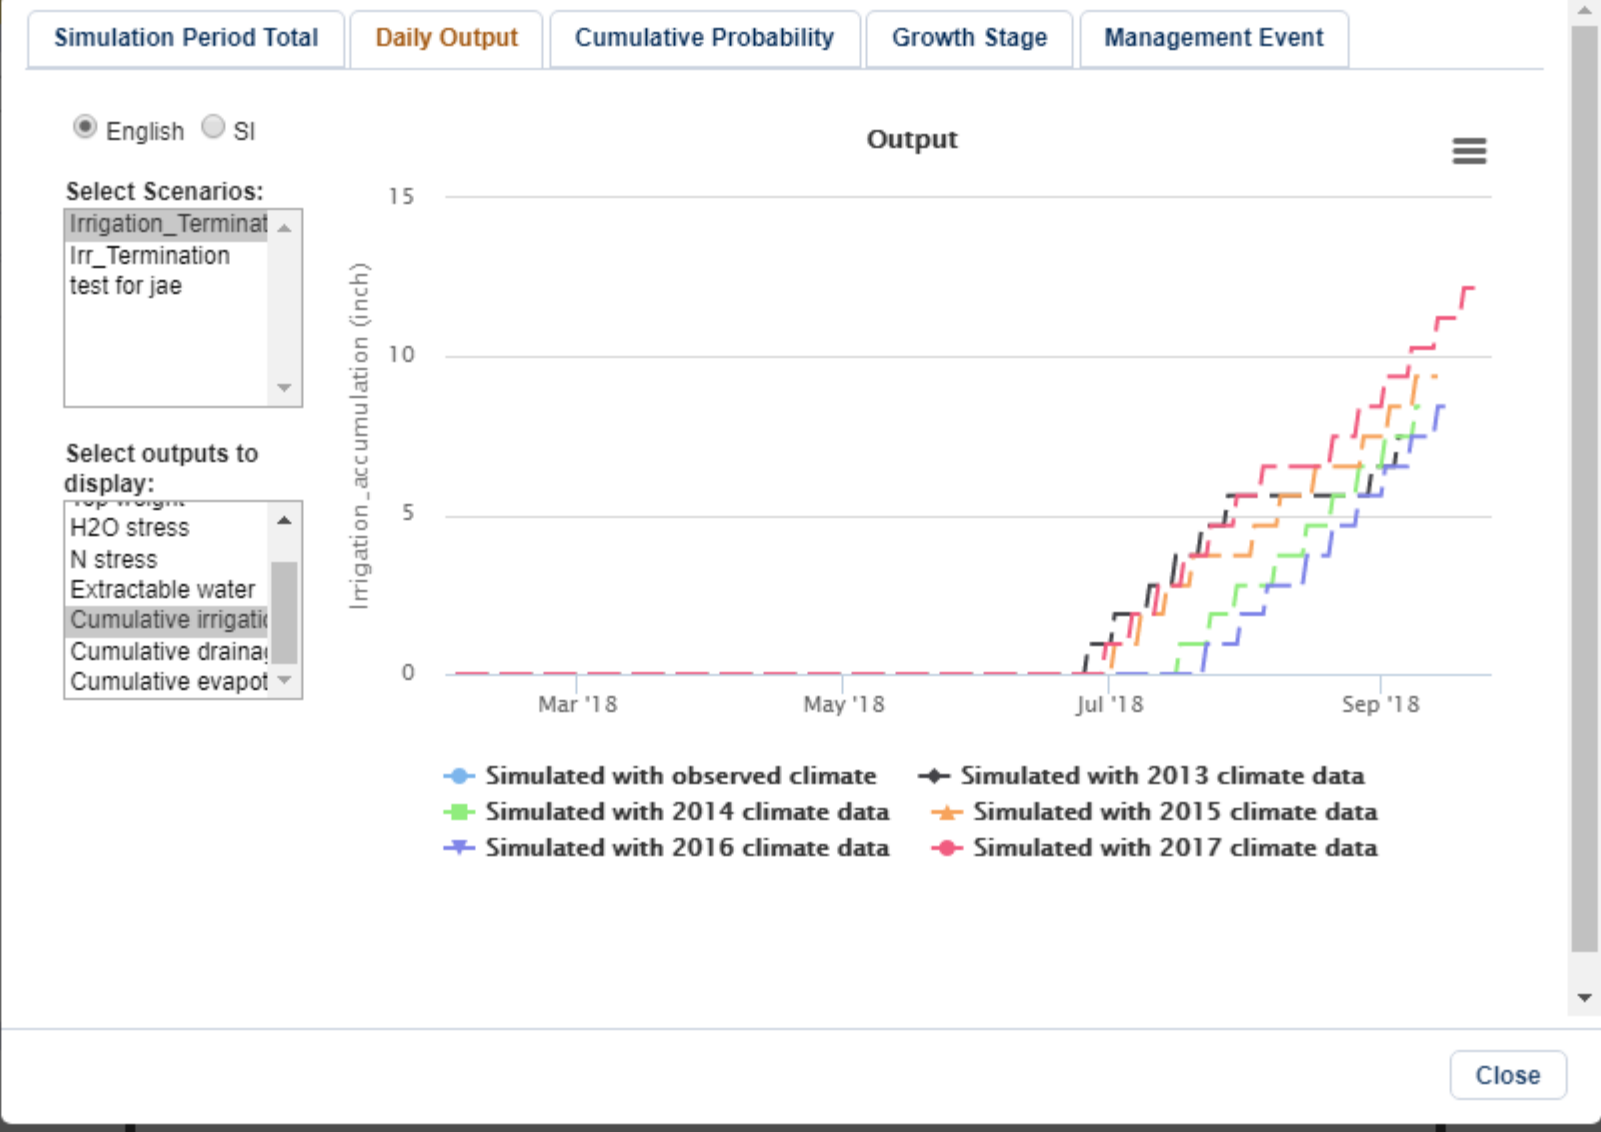 Simulation Period Total
Daily Output
Cumulative Probability
Growth Stage
Management Event
English
SI
Select Scenarios:
Irrigation_Terminat
Irr_Termination
test for jae
Select outputs to
display:
Top weight
H2O stress
N stress
Extractable water
Cumulative irrigatio
Cumulative drainag
Cumulative evapot
Output
Irrigation_accumulation (inch)
15
10
5
0
Mar '18
May '18
Jul '18
Sep '18
Simulated with observed climate
Simulated with 2013 climate data
Simulated with 2014 climate data
Simulated with 2015 climate data
Simulated with 2016 climate data
Simulated with 2017 climate data
Close